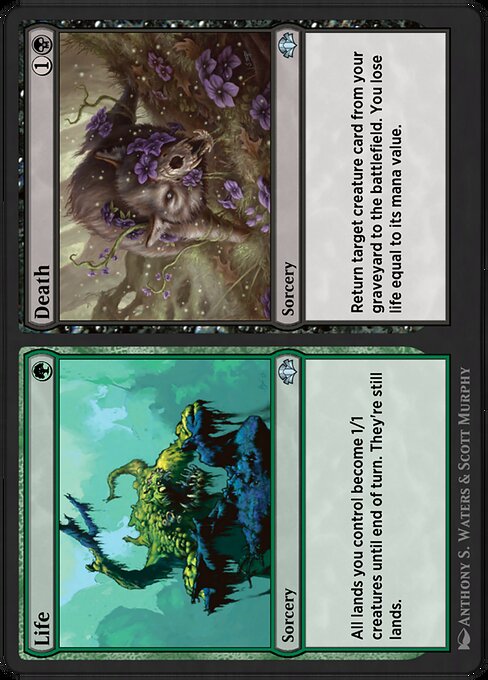 Life
Sorcery
All lands you control become 1/1
creatures until end of turn. They're still
lands.
Death
1
Sorcery
Return target creature card from your
graveyard to the battlefield. You lose
life equal to its mana value.
Anthony S. Waters & Scott Murphy